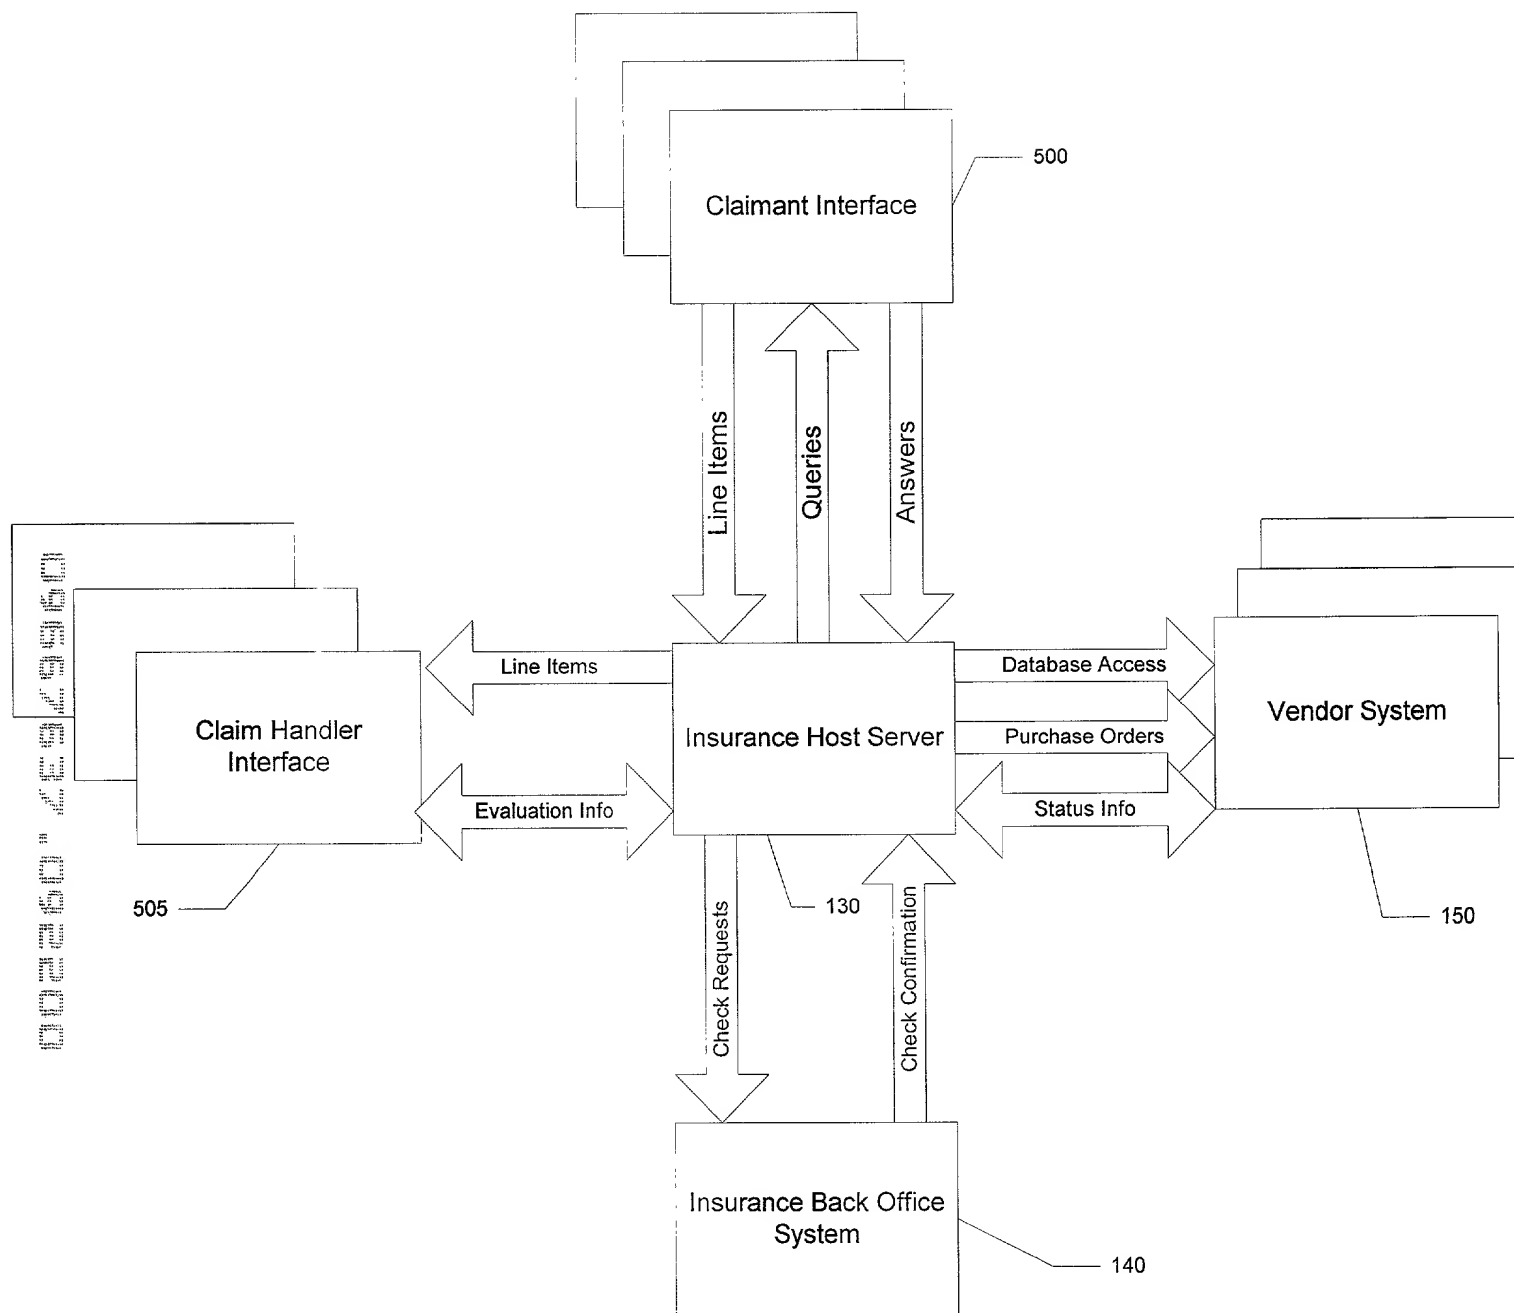 500
Claimant Interface
Line Items
Queries
Answers
Line Items
Database Access
Claim Handler
Interface
Insurance Host Server
Vendor System
Purchase Orders
Evaluation Info
Status Info
505
130
150
Check Requests
Check Confirmation
Insurance Back Office
System
140